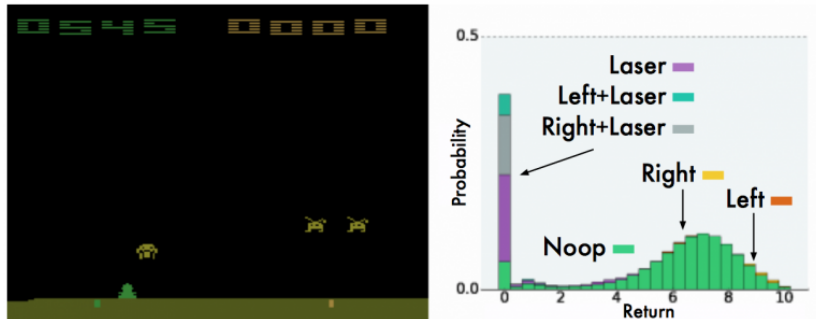 0545 0000
0.5
Laser
Left+Laser
Right+Laser
Right
Left
Noop
Probability
0.0
0 2 4 6 8 10
Return